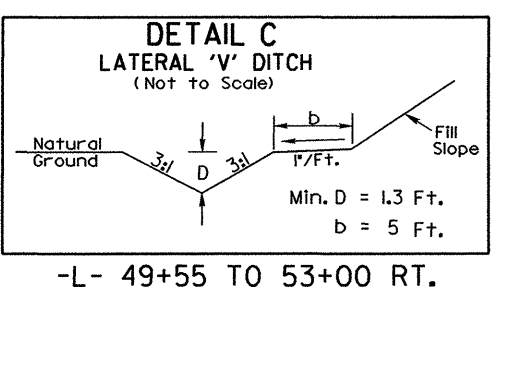 DETAIL C
LATERAL 'V' DITCH
(Not to Scale)
b
Natural
Ground
3:1
D
3:1
1"/Ft.
Fill
Slope
Min. D = 1.3 Ft.
b = 5 Ft.
-L- 49+55 TO 53+00 RT.